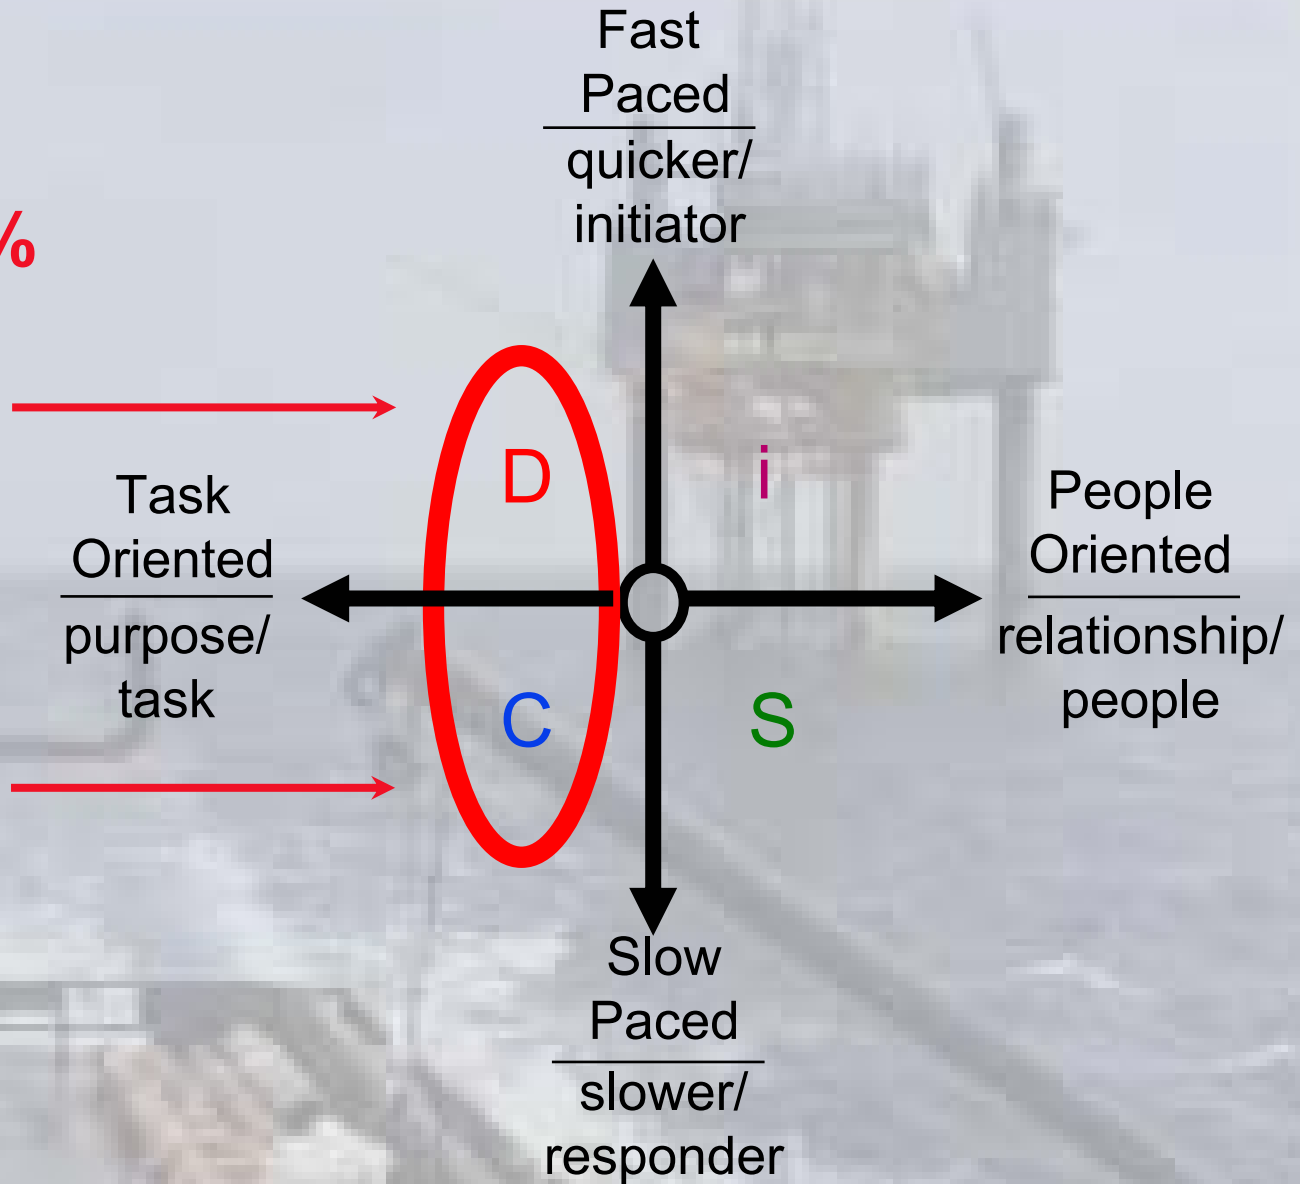 Fast
Paced
quicker/
initiator
%
D
i
Task
Oriented
purpose/
task
People
Oriented
relationship/
people
C
S
Slow
Paced
slower/
responder